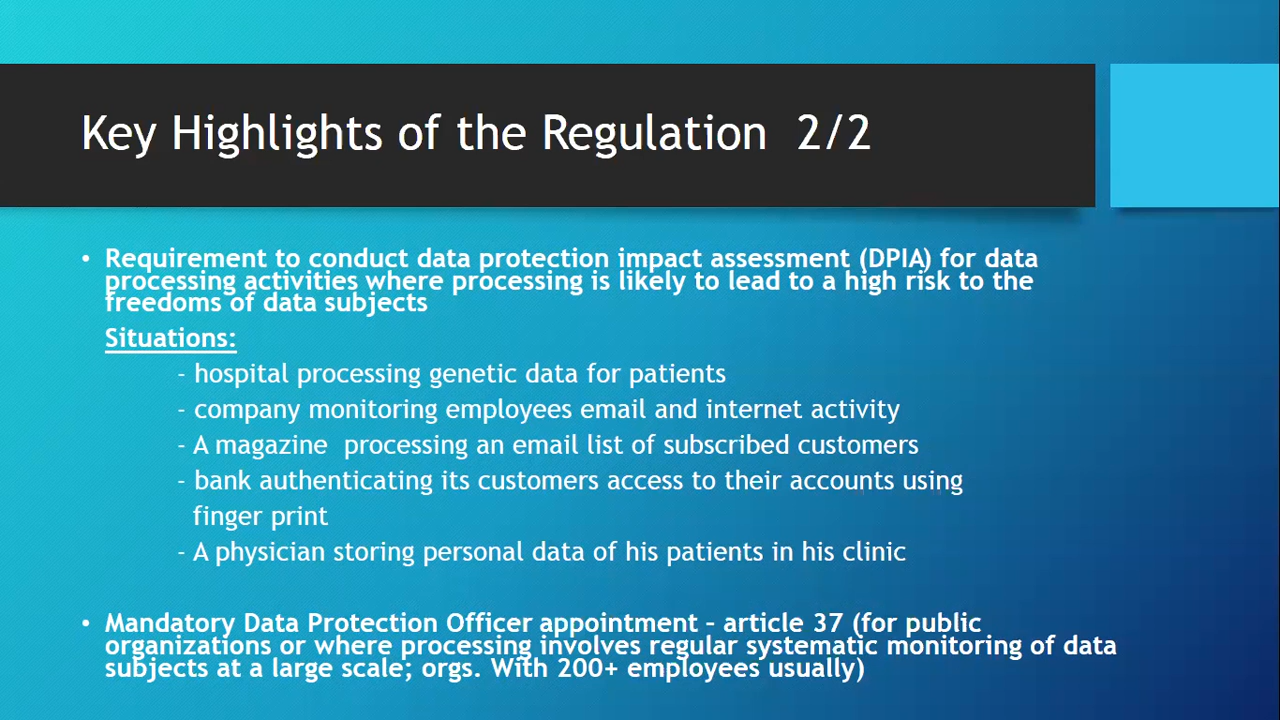 Key Highlights of the Regulation  2/2
• Requirement to conduct data protection impact assessment (DPIA) for data
processing activities where processing is likely to lead to a high risk to the
freedoms of data subjects
Situations:
- hospital processing genetic data for patients
- company monitoring employees email and internet activity
- A magazine  processing an email list of subscribed customers
- bank authenticating its customers access to their accounts using
finger print
- A physician storing personal data of his patients in his clinic
• Mandatory Data Protection Officer appointment – article 37 (for public
organizations or where processing involves regular systematic monitoring of data
subjects at a large scale; orgs. With 200+ employees usually)